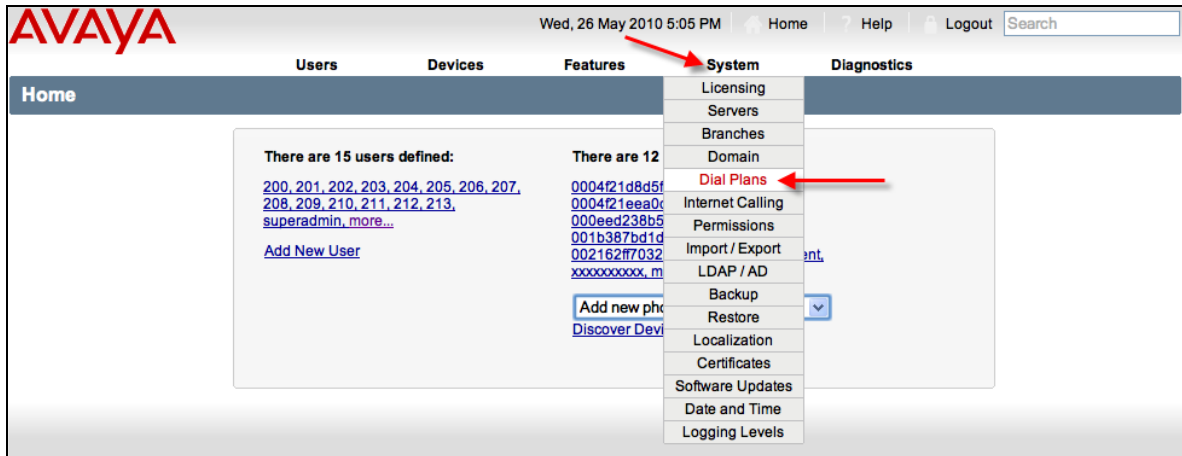 AVAYA
Wed, 26 May 2010 5:05 PM Home ? Help Logout Search
Users Devices Features System Diagnostics
Home
Licensing
Servers
Branches
Domain
Dial Plans
Internet Calling
Permissions
Import / Export
LDAP / AD
Backup
Restore
Localization
Certificates
Software Updates
Date and Time
Logging Levels
There are 15 users defined:
200, 201, 202, 203, 204, 205, 206, 207,
208, 209, 210, 211, 212, 213,
superadmin, more...
Add New User
There are 12
0004f21d8d5f
0004f21eea0c
000eed238b5
001b387bd1d
002162ff7032
xxxxxxxxxx, m
Add new pho
Discover Devi